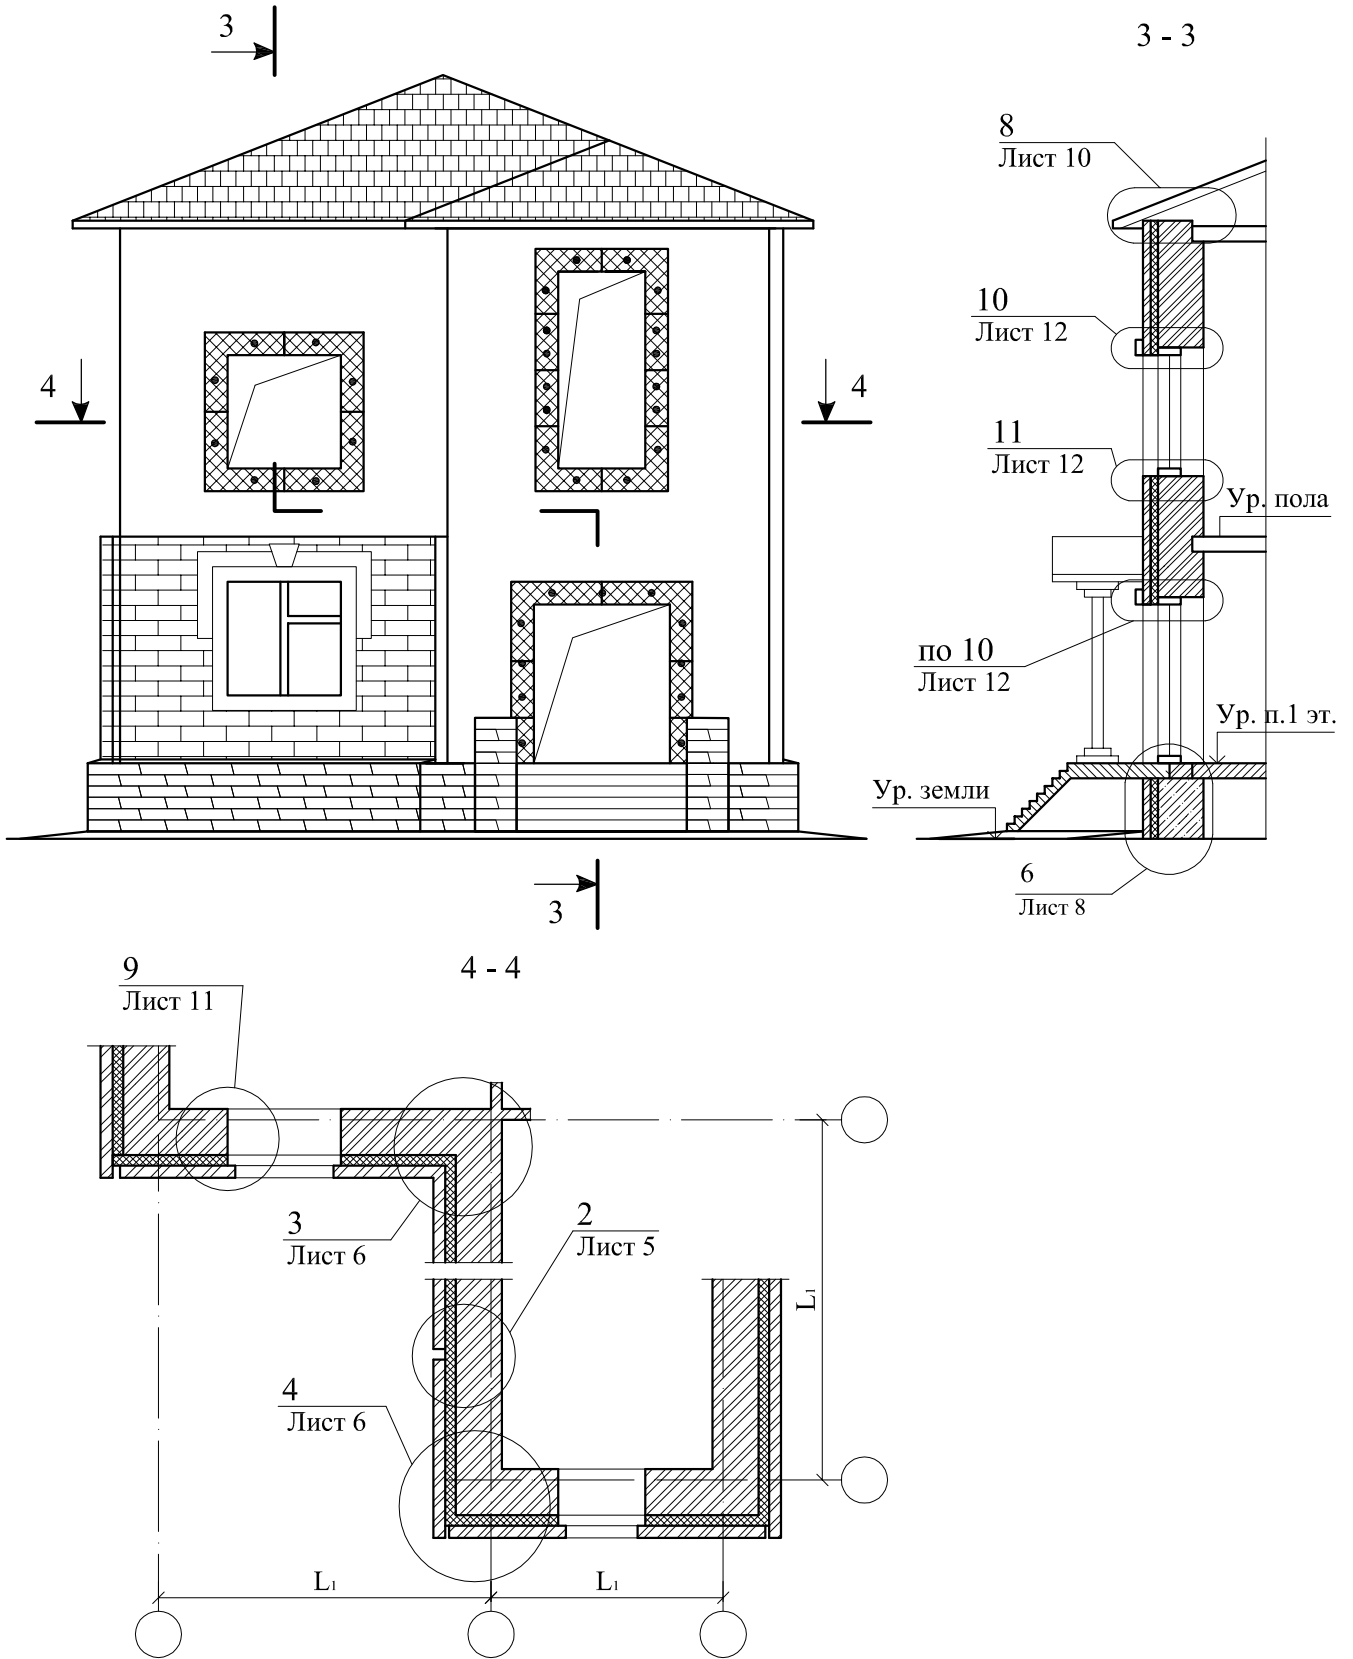 3
3 - 3
8
Лист 10
10
Лист 12
4
4
11
Лист 12
Ур. пола
по 10
Лист 12
Ур. п.1 эт.
Ур. земли
6
Лист 8
3
4 - 4
9
Лист 11
3
Лист 6
2
Лист 5
L₁
4
Лист 6
L₁
L₁